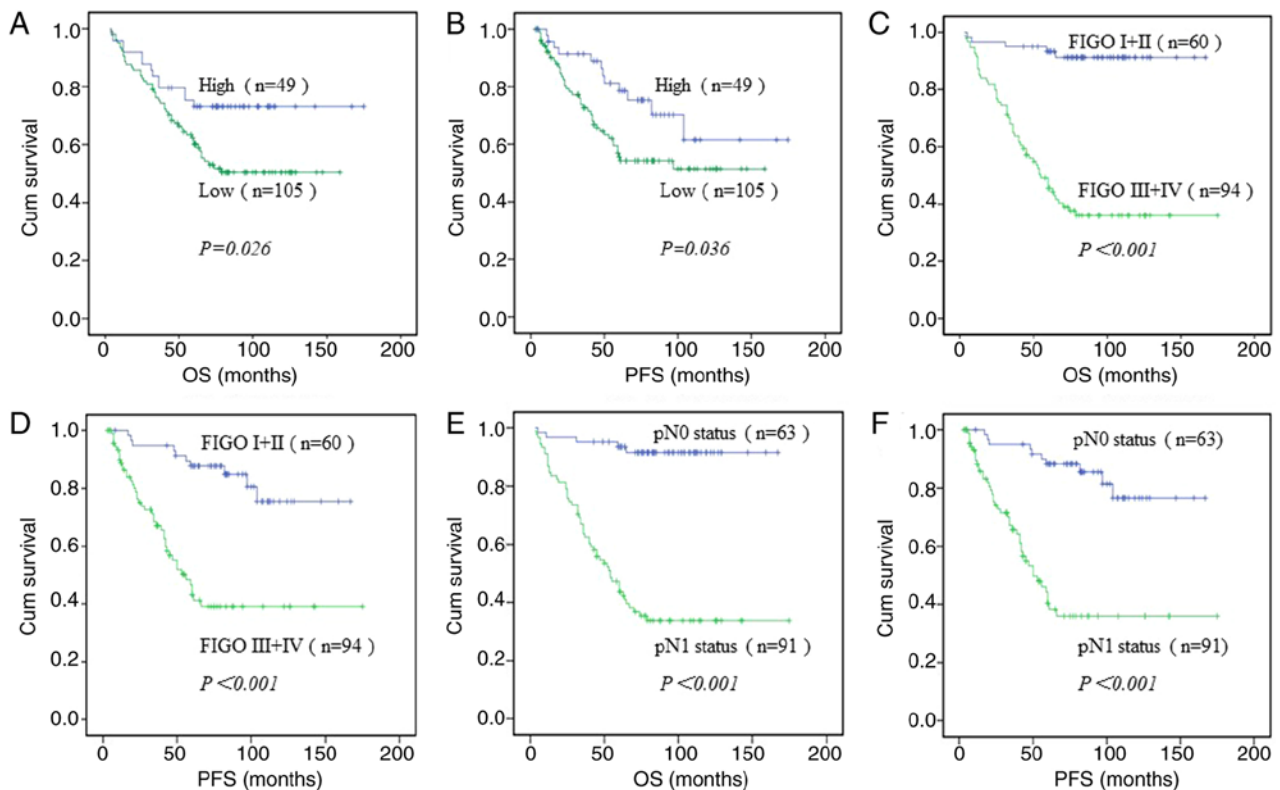 A
1.0
0.8
0.6
0.4
0.2
0.0
Cum survival
High ( n=49 )
Low ( n=105 )
P=0.026
0 50 100 150 200
OS (months)
B
1.0
0.8
0.6
0.4
0.2
0.0
Cum survival
High ( n=49 )
Low ( n=105 )
P=0.036
0 50 100 150 200
PFS (months)
C
1.0
0.8
0.6
0.4
0.2
0.0
Cum survival
FIGO I+II ( n=60 )
FIGO III+IV ( n=94 )
P<0.001
0 50 100 150 200
OS (months)
D
1.0
0.8
0.6
0.4
0.2
0.0
Cum survival
FIGO I+II ( n=60 )
FIGO III+IV ( n=94 )
P<0.001
0 50 100 150 200
PFS (months)
E
1.0
0.8
0.6
0.4
0.2
0.0
Cum survival
pN0 status ( n=63 )
pN1 status ( n=91 )
P<0.001
0 50 100 150 200
OS (months)
F
1.0
0.8
0.6
0.4
0.2
0.0
Cum survival
pN0 status ( n=63)
pN1 status ( n=91)
P<0.001
0 50 100 150 200
PFS (months)